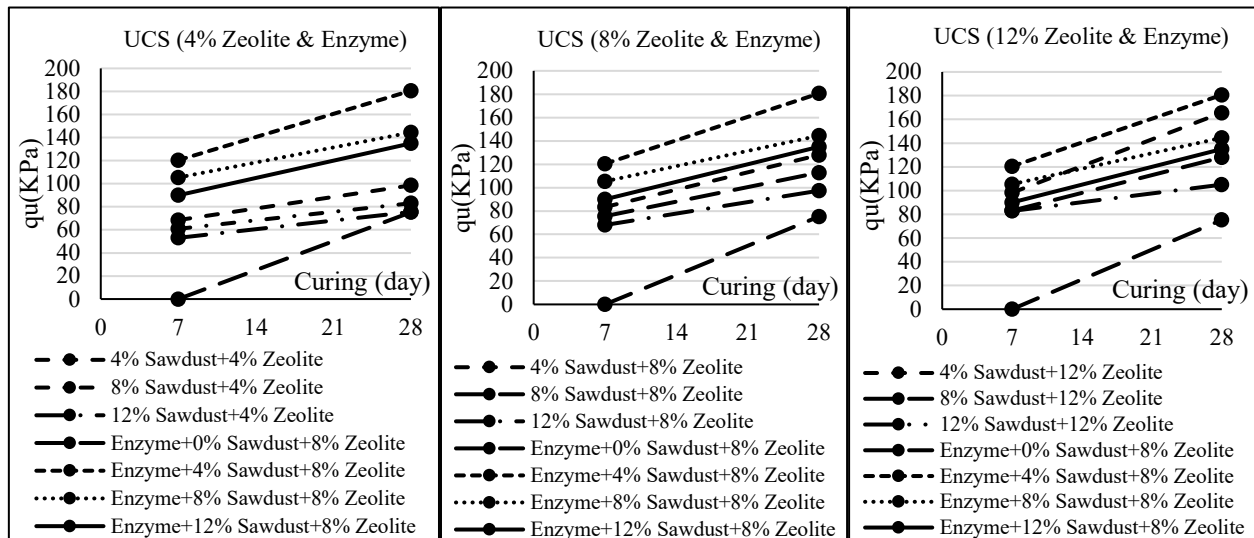 UCS (4% Zeolite & Enzyme)
200
180
160
140
120
100
80
60
40
20
0
qu(KPa)
Curing (day)
0 7 14 21 28
4% Sawdust+4% Zeolite
8% Sawdust+4% Zeolite
12% Sawdust+4% Zeolite
Enzyme+0% Sawdust+8% Zeolite
Enzyme+4% Sawdust+8% Zeolite
Enzyme+8% Sawdust+8% Zeolite
Enzyme+12% Sawdust+8% Zeolite
UCS (8% Zeolite & Enzyme)
200
180
160
140
120
100
80
60
40
20
0
qu(KPa)
Curing (day)
0 7 14 21 28
4% Sawdust+8% Zeolite
8% Sawdust+8% Zeolite
12% Sawdust+8% Zeolite
Enzyme+0% Sawdust+8% Zeolite
Enzyme+4% Sawdust+8% Zeolite
Enzyme+8% Sawdust+8% Zeolite
Enzyme+12% Sawdust+8% Zeolite
UCS (12% Zeolite & Enzyme)
200
180
160
140
120
100
80
60
40
20
0
qu(KPa)
Curing (day)
0 7 14 21 28
4% Sawdust+12% Zeolite
8% Sawdust+12% Zeolite
12% Sawdust+12% Zeolite
Enzyme+0% Sawdust+8% Zeolite
Enzyme+4% Sawdust+8% Zeolite
Enzyme+8% Sawdust+8% Zeolite
Enzyme+12% Sawdust+8% Zeolite